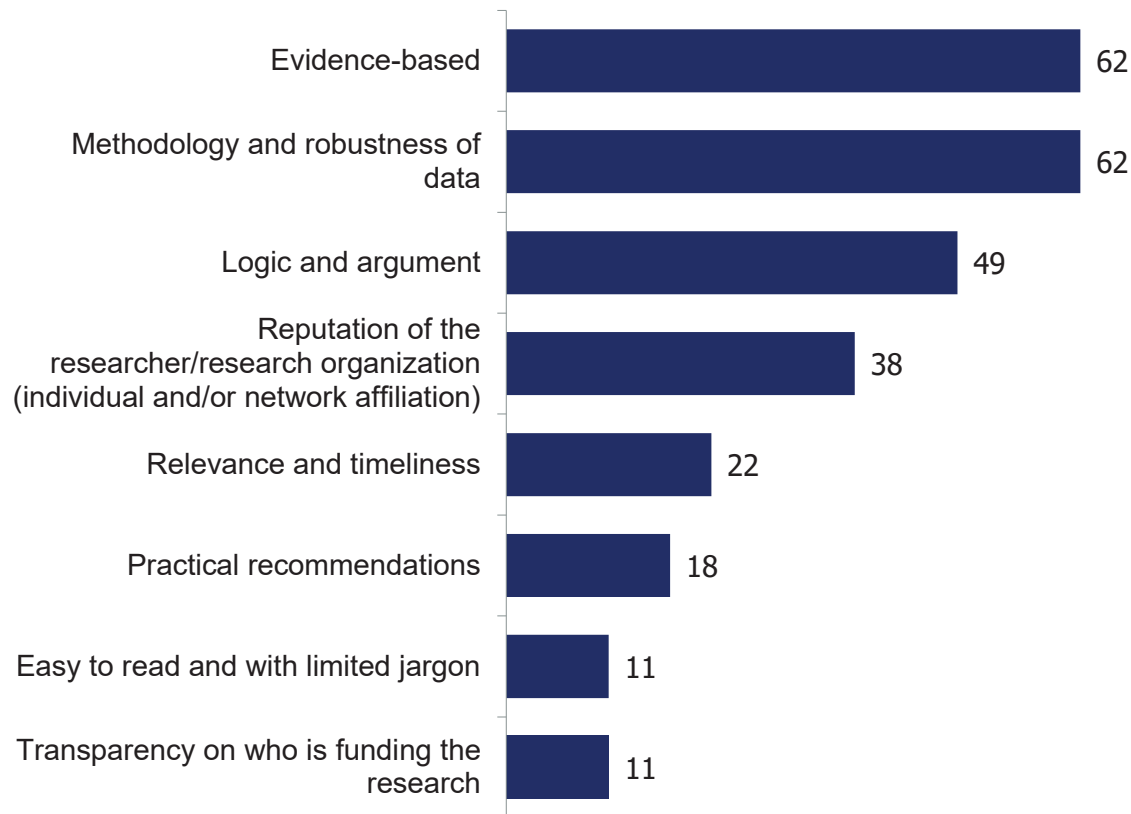 Evidence-based
62
Methodology and robustness of
data
62
Logic and argument
49
Reputation of the
researcher/research organization
(individual and/or network affiliation)
38
Relevance and timeliness
22
Practical recommendations
18
Easy to read and with limited jargon
11
Transparency on who is funding the
research
11